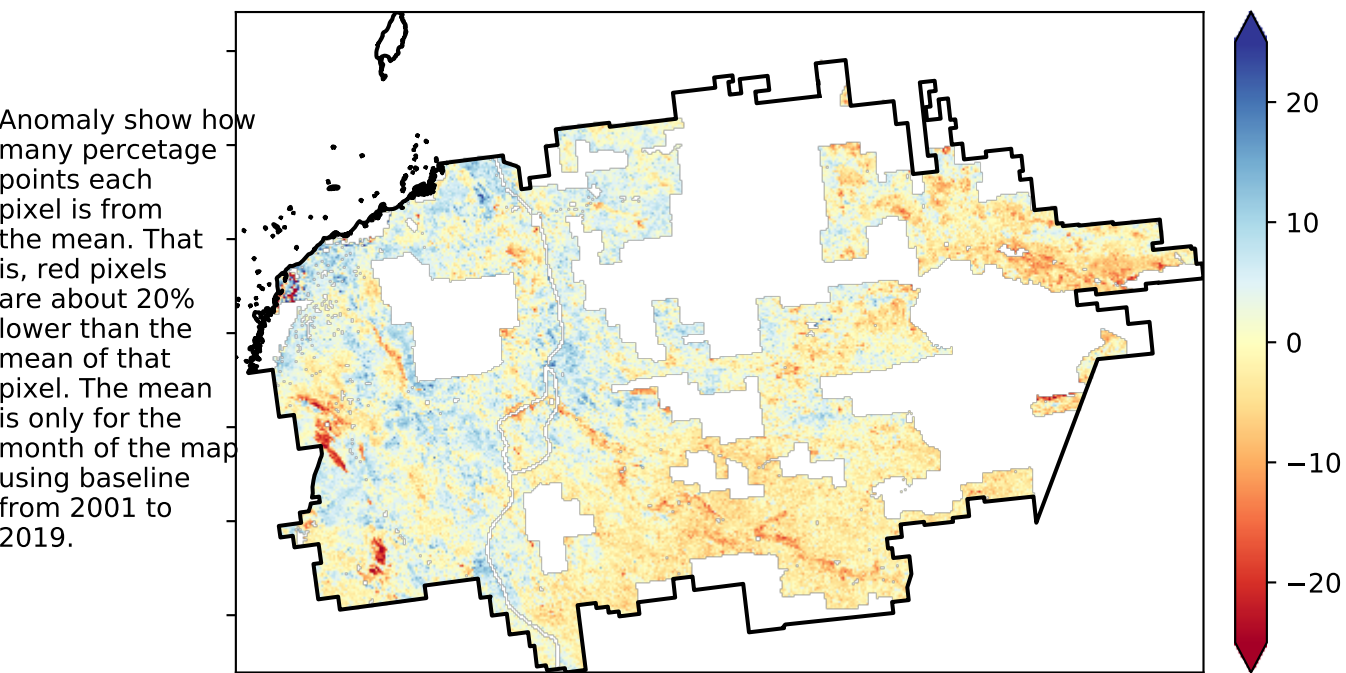 Anomaly show how
many percetage
points each
pixel is from
the mean. That
is, red pixels
are about 20%
lower than the
mean of that
pixel. The mean
is only for the
month of the map
using baseline
from 2001 to
2019.
20
10
0
−10
−20